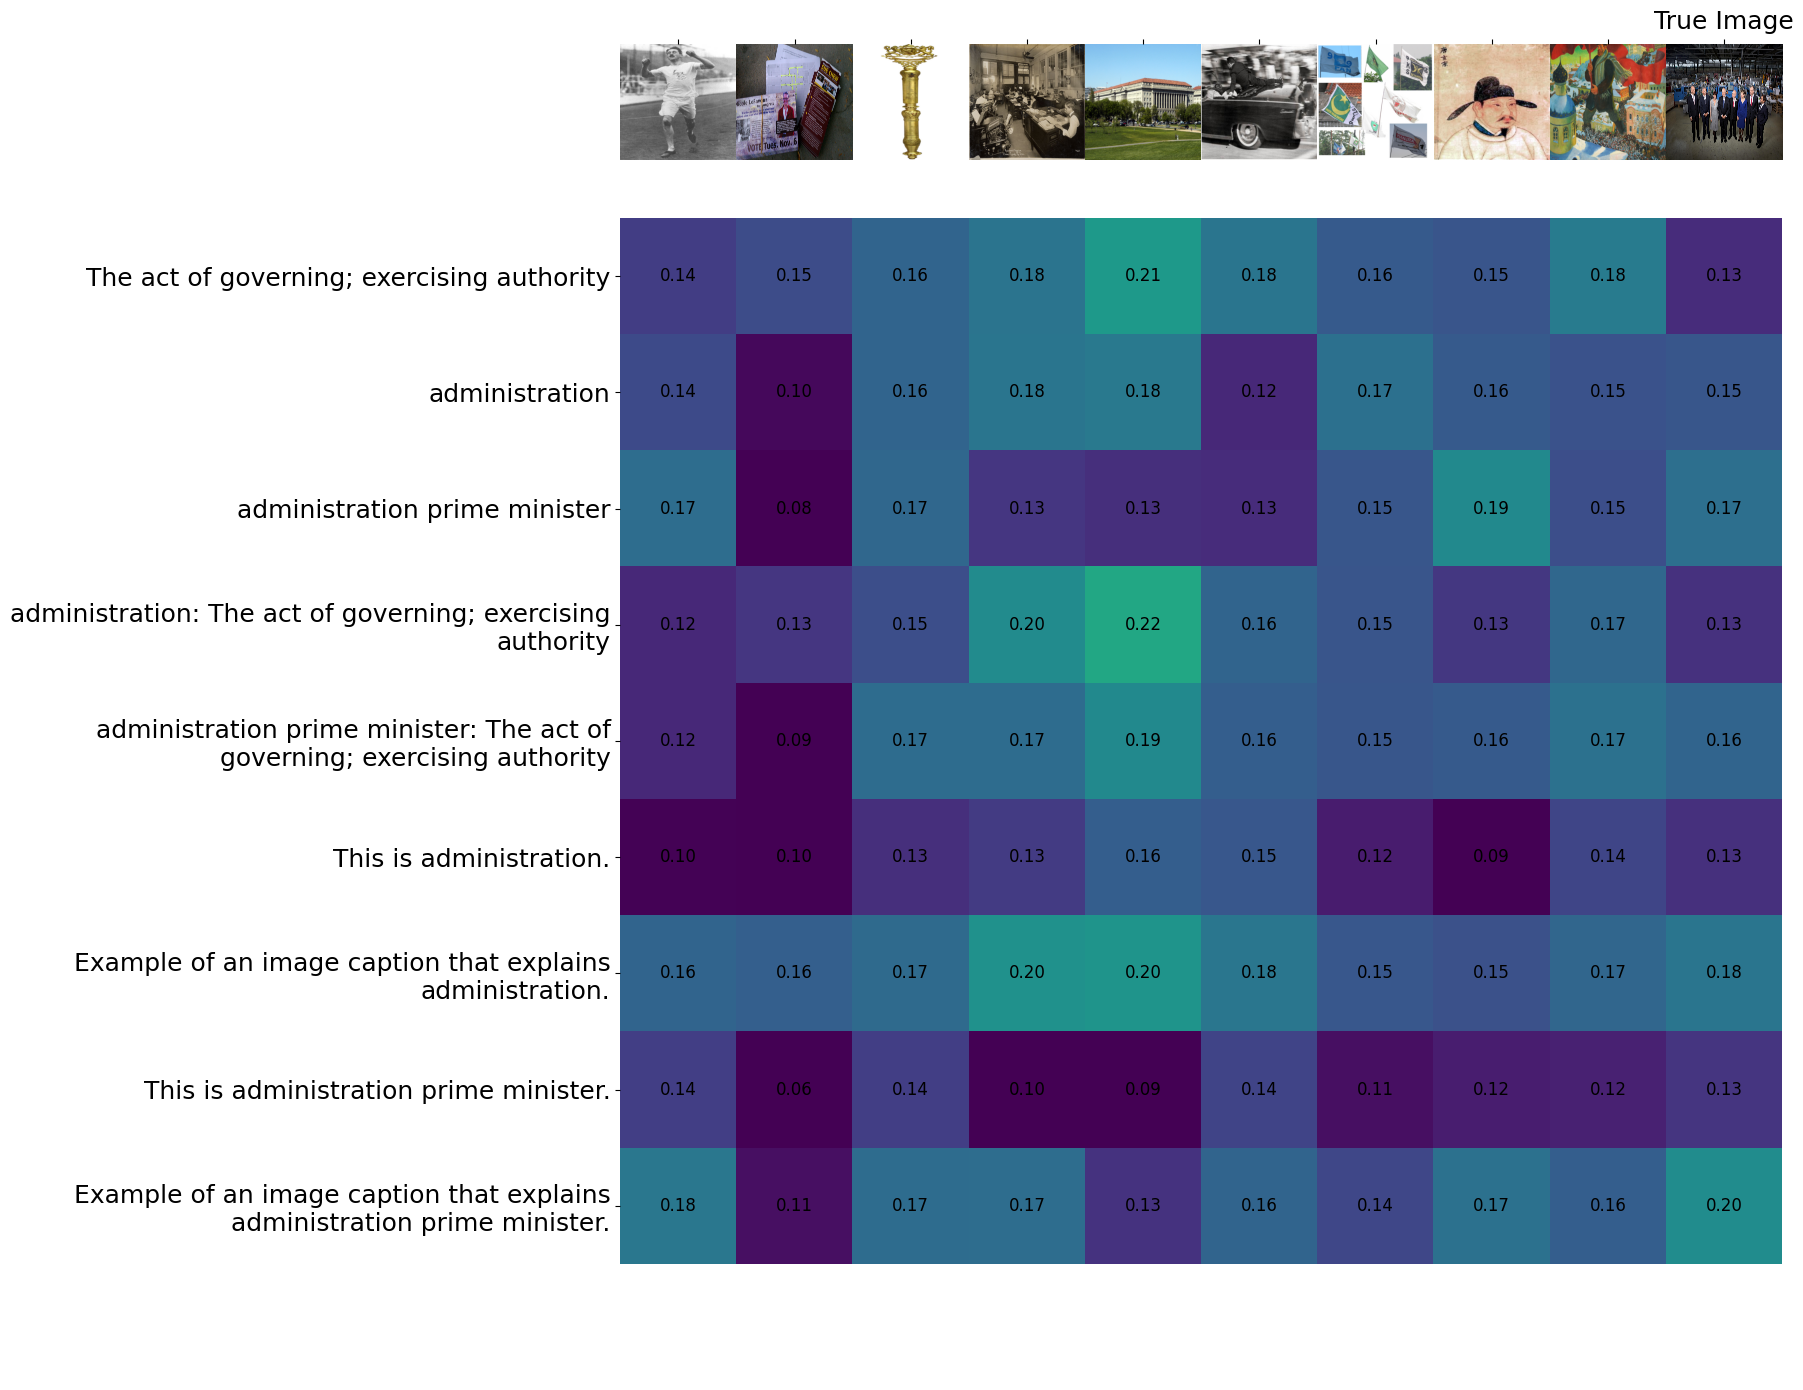 True Image
VOTE Tues. Nov. 6
The act of governing; exercising authority
0.14 0.15 0.16 0.18 0.21 0.18 0.16 0.15 0.18 0.13
administration
0.14 0.10 0.16 0.18 0.18 0.12 0.17 0.16 0.15 0.15
administration prime minister
0.17 0.08 0.17 0.13 0.13 0.13 0.15 0.19 0.15 0.17
administration: The act of governing; exercising
authority
0.12 0.13 0.15 0.20 0.22 0.16 0.15 0.13 0.17 0.13
administration prime minister: The act of
governing; exercising authority
0.12 0.09 0.17 0.17 0.19 0.16 0.15 0.16 0.17 0.16
This is administration.
0.10 0.10 0.13 0.13 0.16 0.15 0.12 0.09 0.14 0.13
Example of an image caption that explains
administration.
0.16 0.16 0.17 0.20 0.20 0.18 0.15 0.15 0.17 0.18
This is administration prime minister.
0.14 0.06 0.14 0.10 0.09 0.14 0.11 0.12 0.12 0.13
Example of an image caption that explains
administration prime minister.
0.18 0.11 0.17 0.17 0.13 0.16 0.14 0.17 0.16 0.20